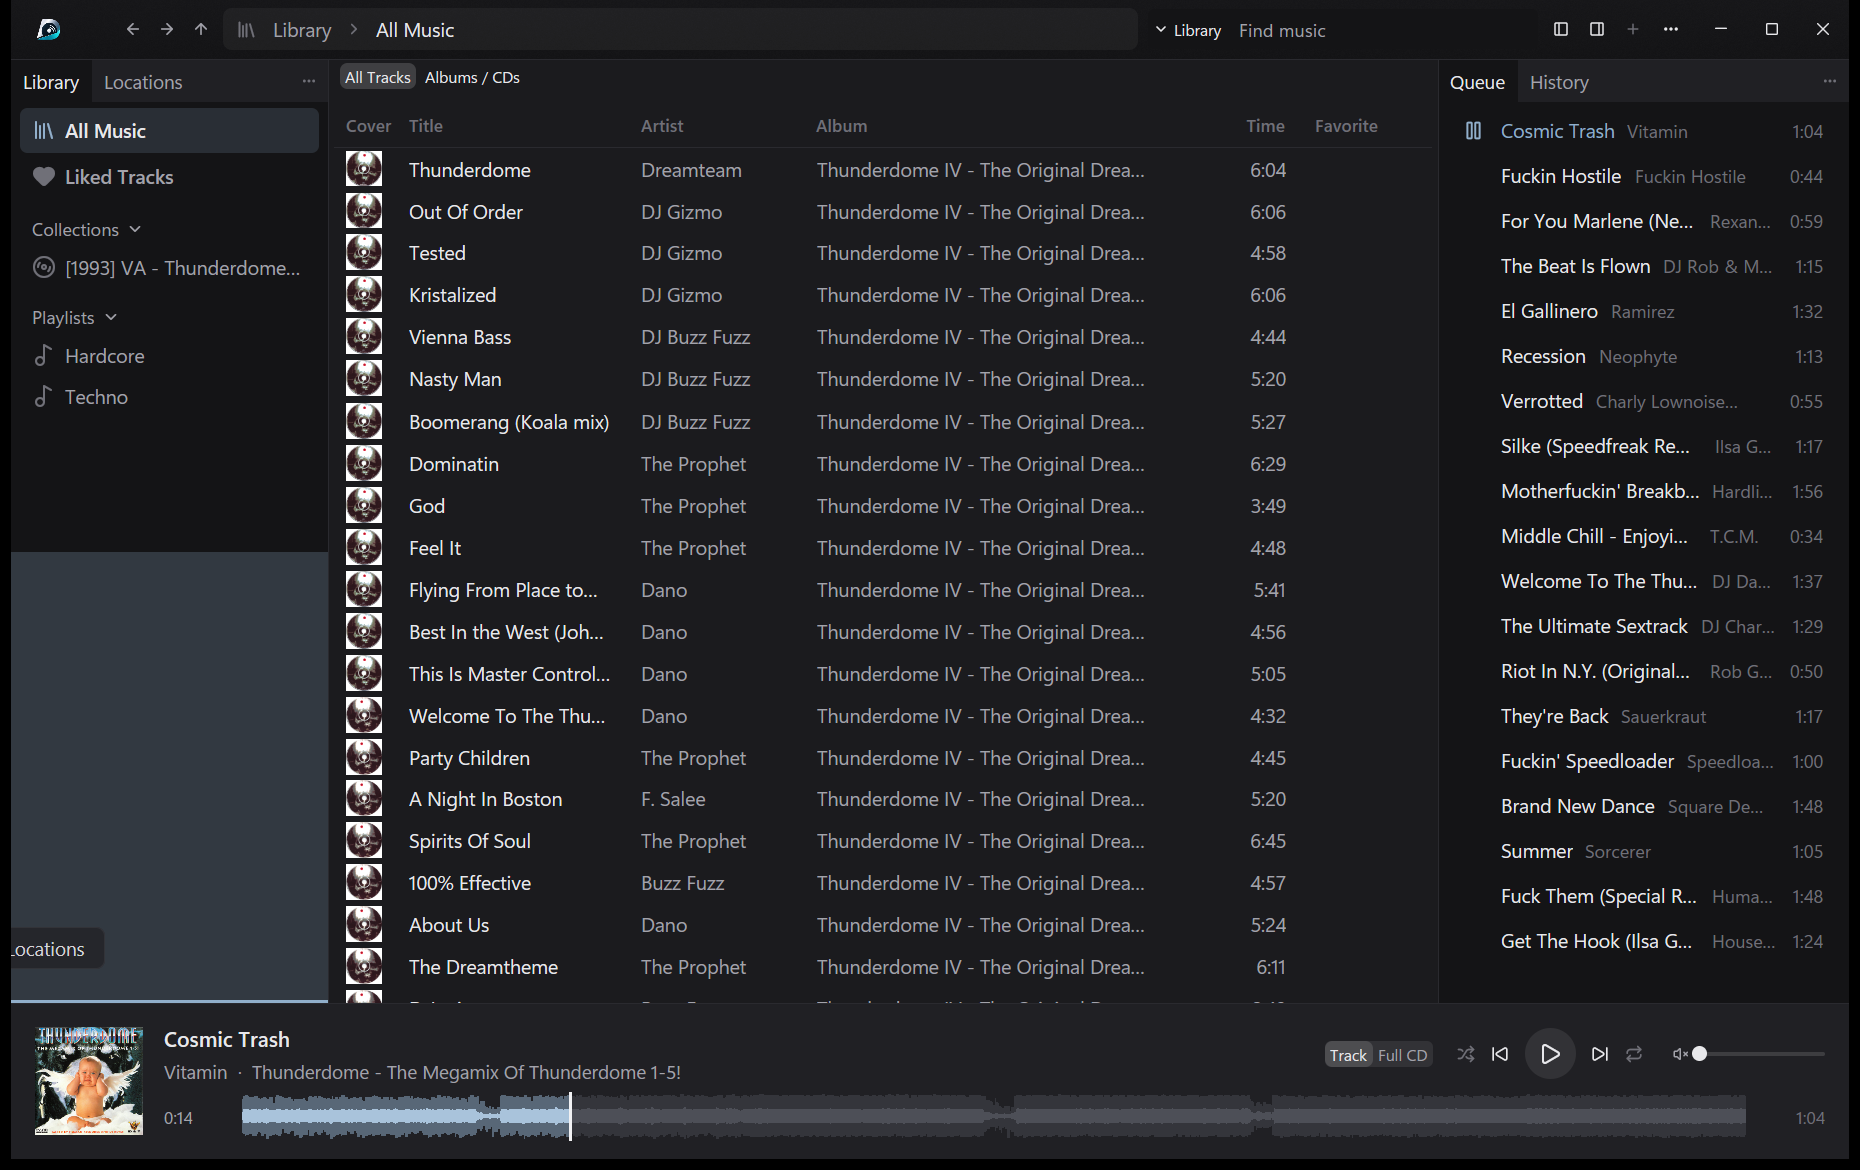 Library > All Music
Library Find music
Library Locations
All Music
Liked Tracks
Collections
[1993] VA - Thunderdome...
Playlists
Hardcore
Techno
Locations
All Tracks Albums / CDs
Cover Title Artist Album Time Favorite
Thunderdome Dreamteam Thunderdome IV - The Original Drea... 6:04
Out Of Order DJ Gizmo Thunderdome IV - The Original Drea... 6:06
Tested DJ Gizmo Thunderdome IV - The Original Drea... 4:58
Kristalized DJ Gizmo Thunderdome IV - The Original Drea... 6:06
Vienna Bass DJ Buzz Fuzz Thunderdome IV - The Original Drea... 4:44
Nasty Man DJ Buzz Fuzz Thunderdome IV - The Original Drea... 5:20
Boomerang (Koala mix) DJ Buzz Fuzz Thunderdome IV - The Original Drea... 5:27
Dominatin The Prophet Thunderdome IV - The Original Drea... 6:29
God The Prophet Thunderdome IV - The Original Drea... 3:49
Feel It The Prophet Thunderdome IV - The Original Drea... 4:48
Flying From Place to... Dano Thunderdome IV - The Original Drea... 5:41
Best In the West (Joh... Dano Thunderdome IV - The Original Drea... 4:56
This Is Master Control... Dano Thunderdome IV - The Original Drea... 5:05
Welcome To The Thu... Dano Thunderdome IV - The Original Drea... 4:32
Party Children The Prophet Thunderdome IV - The Original Drea... 4:45
A Night In Boston F. Salee Thunderdome IV - The Original Drea... 5:20
Spirits Of Soul The Prophet Thunderdome IV - The Original Drea... 6:45
100% Effective Buzz Fuzz Thunderdome IV - The Original Drea... 4:57
About Us Dano Thunderdome IV - The Original Drea... 5:24
The Dreamtheme The Prophet Thunderdome IV - The Original Drea... 6:11
Queue History
Cosmic Trash Vitamin 1:04
Fuckin Hostile Fuckin Hostile 0:44
For You Marlene (Ne... Rexan... 0:59
The Beat Is Flown DJ Rob & M... 1:15
El Gallinero Ramirez 1:32
Recession Neophyte 1:13
Verrotted Charly Lownoise... 0:55
Silke (Speedfreak Re... Ilsa G... 1:17
Motherfuckin' Breakb... Hardli... 1:56
Middle Chill - Enjoyi... T.C.M. 0:34
Welcome To The Thu... DJ Da... 1:37
The Ultimate Sextrack DJ Char... 1:29
Riot In N.Y. (Original... Rob G... 0:50
They're Back Sauerkraut 1:17
Fuckin' Speedloader Speedloa... 1:00
Brand New Dance Square De... 1:48
Summer Sorcerer 1:05
Fuck Them (Special R... Huma... 1:48
Get The Hook (Ilsa G... House... 1:24
THUNDERDOME
Cosmic Trash
Vitamin · Thunderdome - The Megamix Of Thunderdome 1-5!
0:14
Track Full CD
1:04